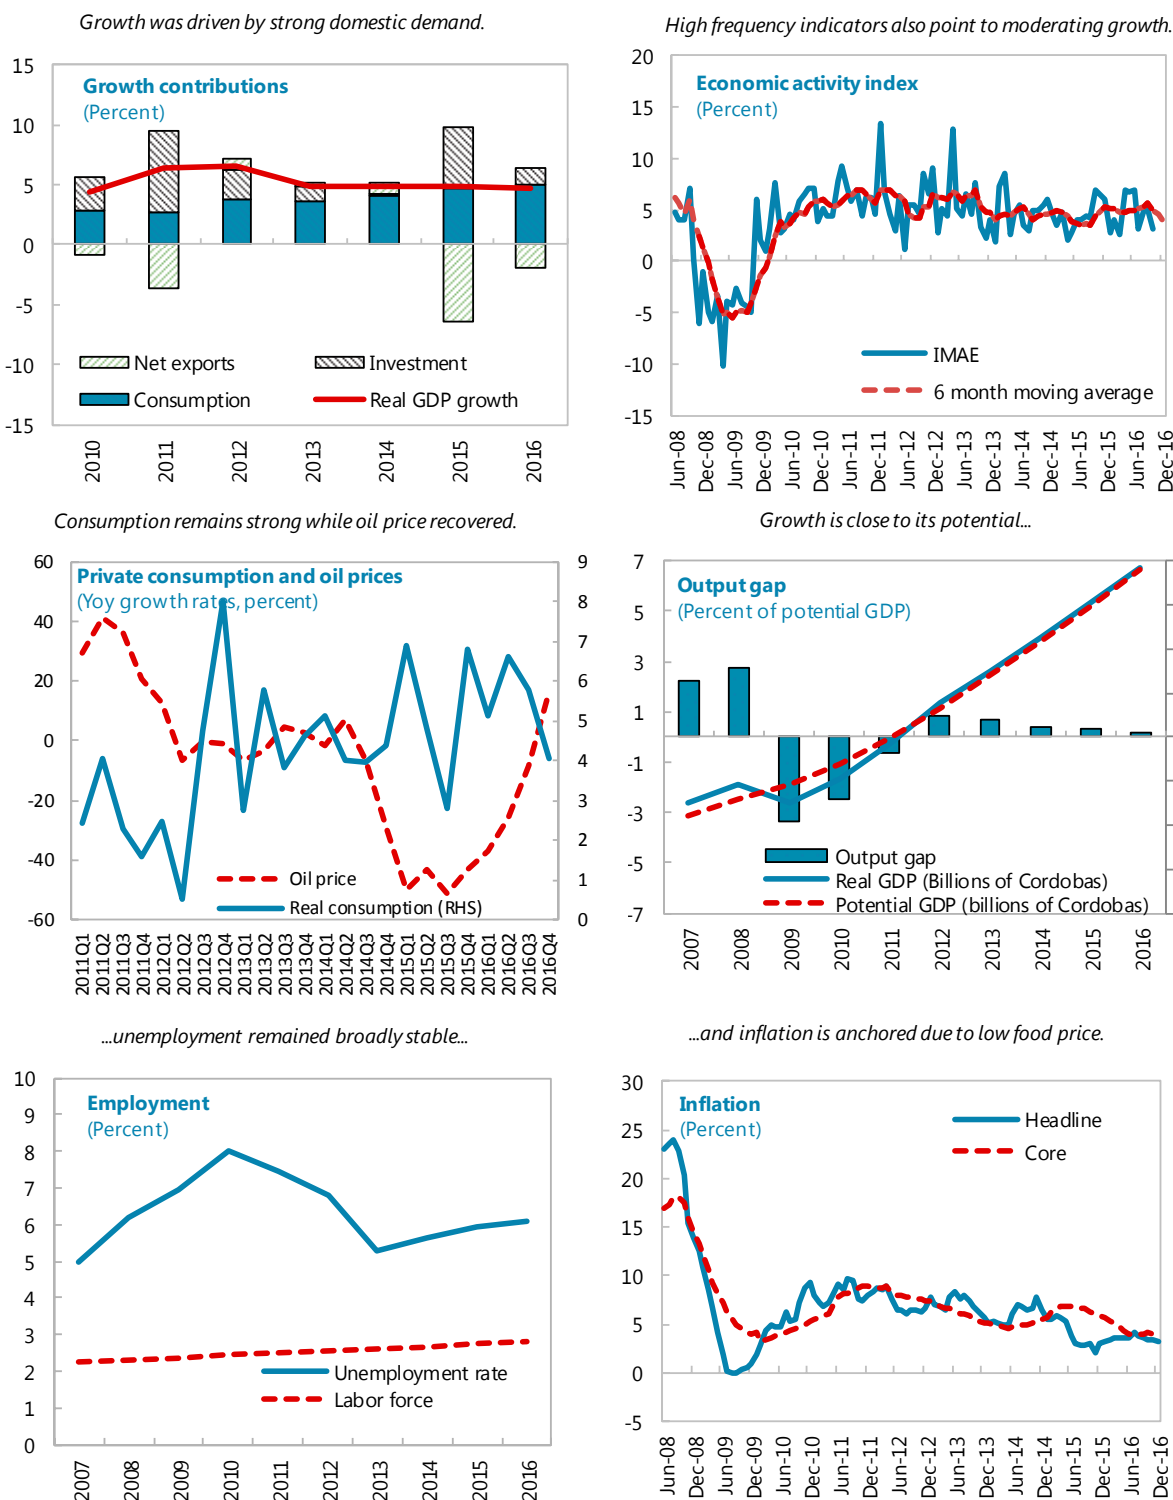 Growth was driven by strong domestic demand.
Growth contributions
(Percent)
15
10
5
0
-5
-10
-15
Net exports
Investment
Consumption
Real GDP growth
2010
2011
2012
2013
2014
2015
2016
High frequency indicators also point to moderating growth.
Economic activity index
(Percent)
20
15
10
5
0
-5
-10
-15
IMAE
6 month moving average
Jun-08
Dec-08
Jun-09
Dec-09
Jun-10
Dec-10
Jun-11
Dec-11
Jun-12
Dec-12
Jun-13
Dec-13
Jun-14
Dec-14
Jun-15
Dec-15
Jun-16
Dec-16
Consumption remains strong while oil price recovered.
Private consumption and oil prices
(Yoy growth rates, percent)
60
40
20
0
-20
-40
-60
9
8
7
6
5
4
3
2
1
0
Oil price
Real consumption (RHS)
2011Q1
2011Q2
2011Q3
2011Q4
2012Q1
2012Q2
2012Q3
2012Q4
2013Q1
2013Q2
2013Q3
2013Q4
2014Q1
2014Q2
2014Q3
2014Q4
2015Q1
2015Q2
2015Q3
2015Q4
2016Q1
2016Q2
2016Q3
2016Q4
Growth is close to its potential...
Output gap
(Percent of potential GDP)
7
5
3
1
-1
-3
-5
-7
Output gap
Real GDP (Billions of Cordobas)
Potential GDP (billions of Cordobas)
2007
2008
2009
2010
2011
2012
2013
2014
2015
2016
...unemployment remained broadly stable...
Employment
(Percent)
10
9
8
7
6
5
4
3
2
1
0
Unemployment rate
Labor force
2007
2008
2009
2010
2011
2012
2013
2014
2015
2016
...and inflation is anchored due to low food price.
Inflation
(Percent)
30
25
20
15
10
5
0
-5
Headline
Core
Jun-08
Dec-08
Jun-09
Dec-09
Jun-10
Dec-10
Jun-11
Dec-11
Jun-12
Dec-12
Jun-13
Dec-13
Jun-14
Dec-14
Jun-15
Dec-15
Jun-16
Dec-16